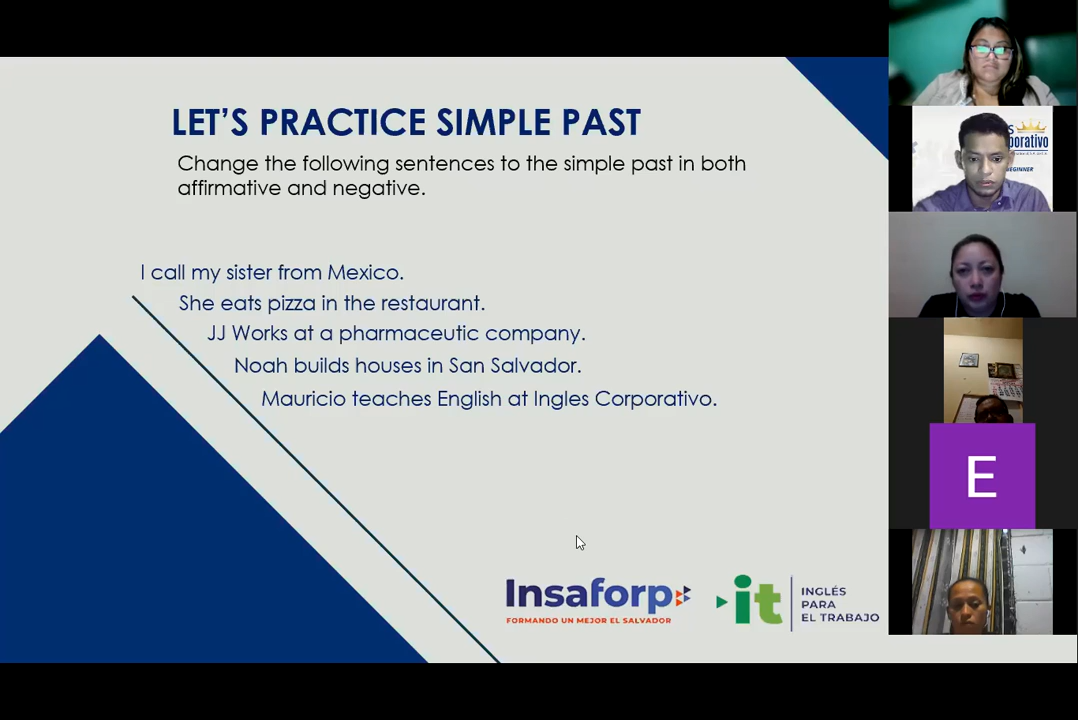 LET'S PRACTICE SIMPLE PAST
Change the following sentences to the simple past in both
affirmative and negative.
I call my sister from Mexico.
She eats pizza in the restaurant.
JJ Works at a pharmaceutic company.
Noah builds houses in San Salvador.
Mauricio teaches English at Ingles Corporativo.
Insaforp
FORMANDO UN MEJOR EL SALVADOR
it
INGLÉS
PARA
EL TRABAJO
S
porativo
BEGINNER
E